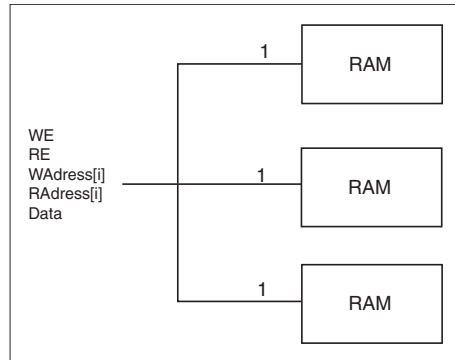 1
RAM
WE
RE
WAdress[i]
RAdress[i]
Data
1
RAM
1
RAM